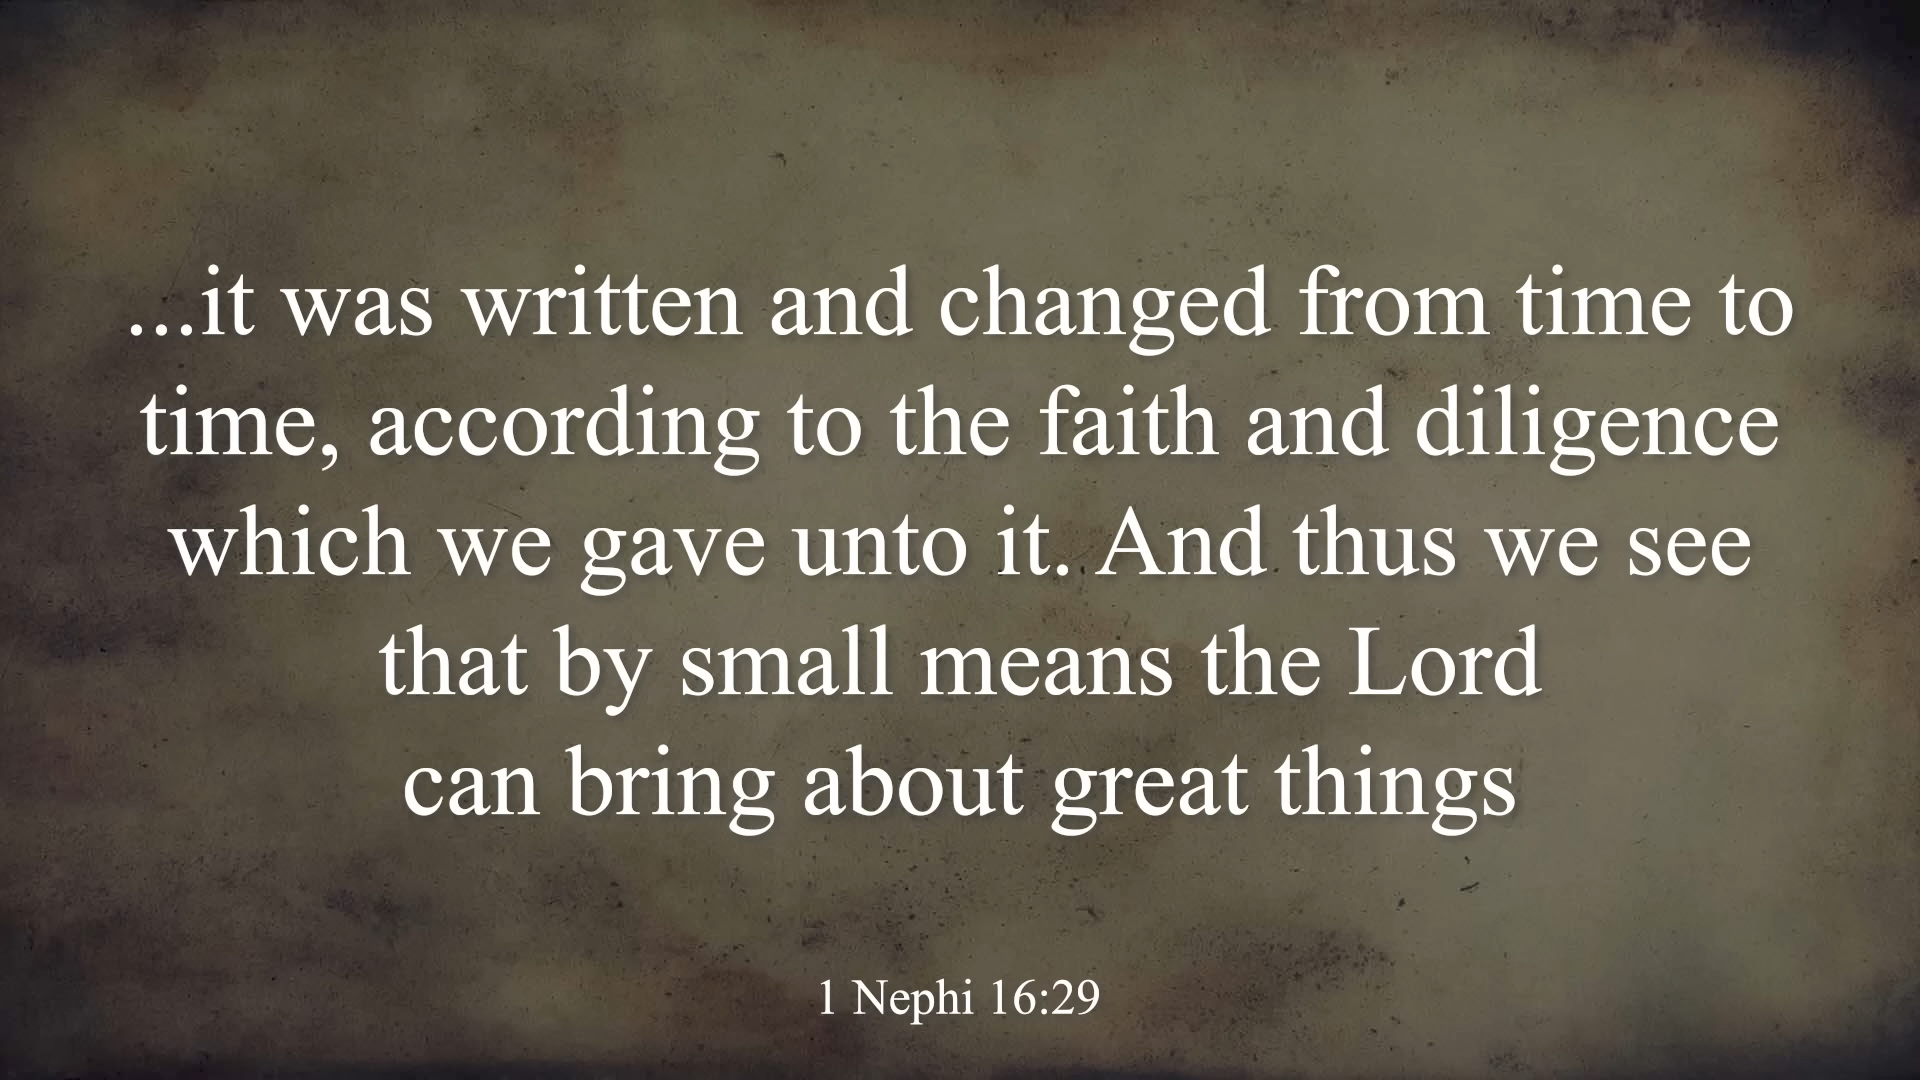 ...it was written and changed from time to
time, according to the faith and diligence
which we gave unto it. And thus we see
that by small means the Lord
can bring about great things
1 Nephi 16:29